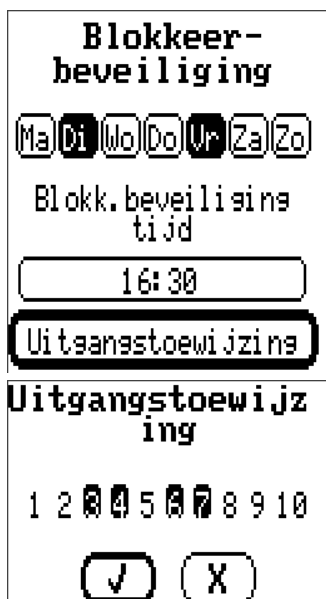 Blokkeer-
beveiliging
Ma Di Wo Do Vr Za Zo
Blokk.beveiliging
tijd
16:30
Uitgangstoewijzing
Uitgangstoewijz
ing
1 2 3 4 5 6 7 8 9 10
√ X